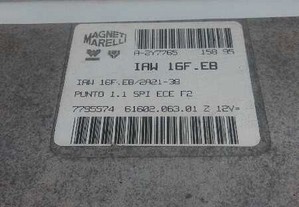 MAGNETI
MARELLI
A-2Y7765 158 95
IAW 16F.EB
IAW 16F.EB/2A21-38
PUNTO 1.1 SPI ECE F2
7795574 61602.063.01 Z 12V=